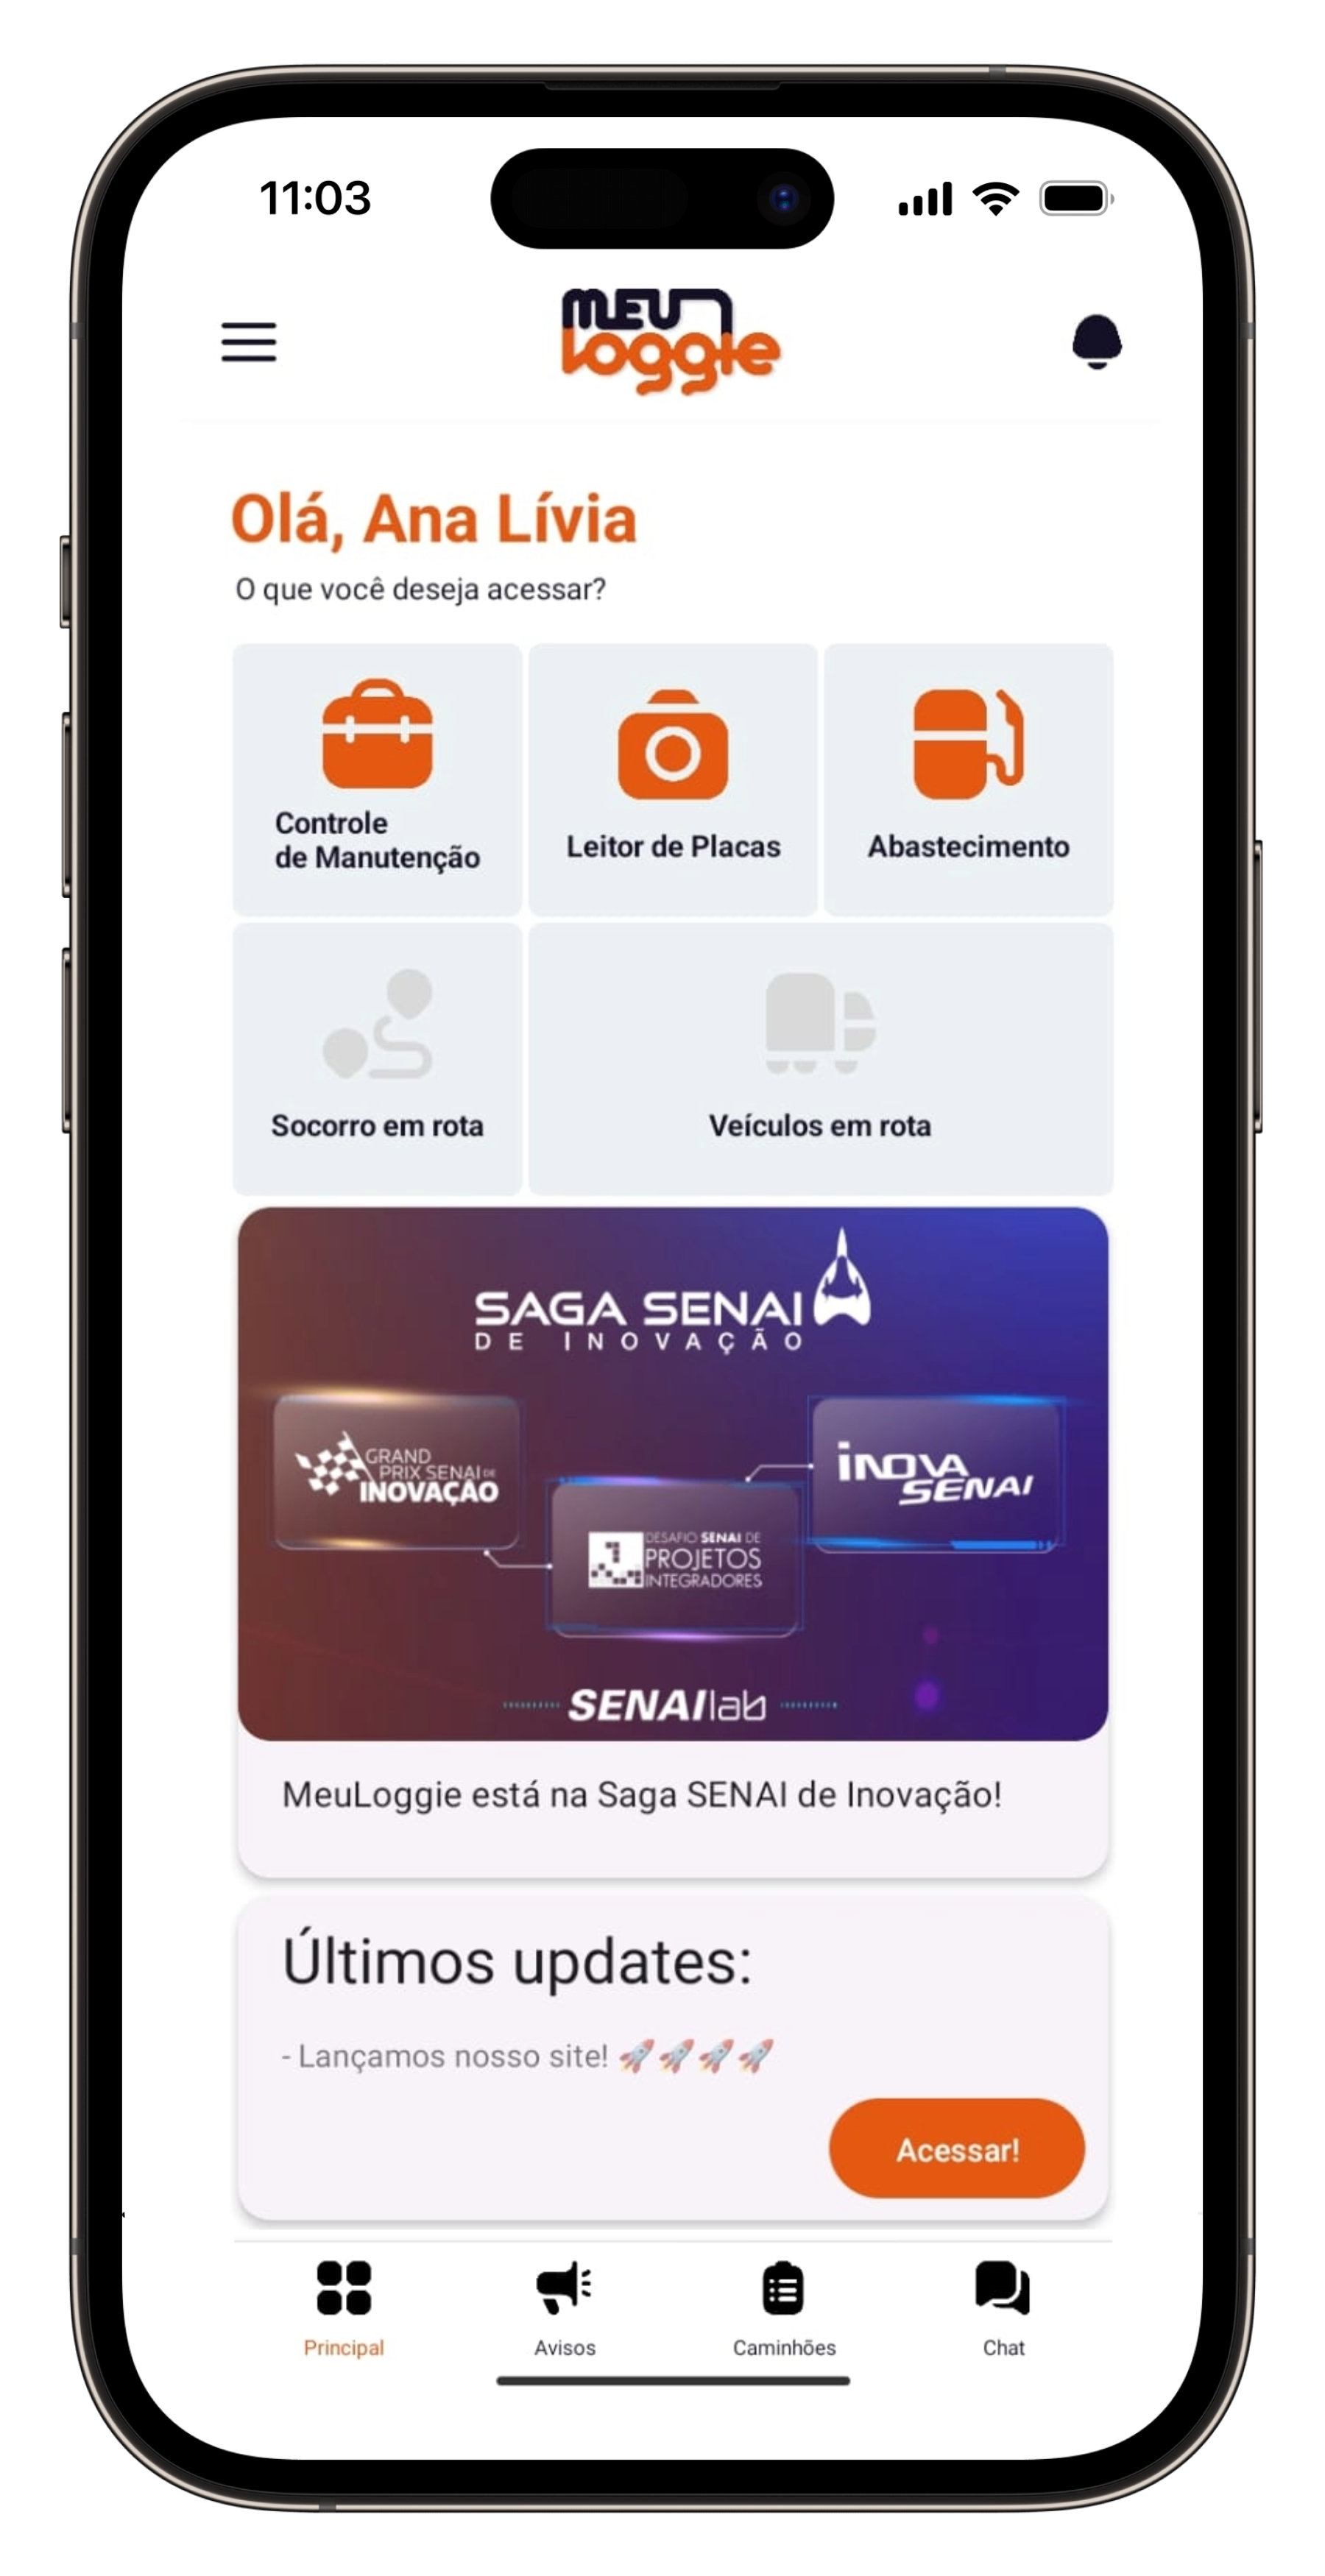 11:03
MEU
loggie
Olá, Ana Lívia
O que você deseja acessar?
Controle
de Manutenção
Leitor de Placas
Abastecimento
Socorro em rota
Veículos em rota
SAGA SENAI
DE INOVAÇÃO
GRAND
PRIX SENAI DE
INOVAÇÃO
INOVA
SENAI
DESAFIO SENAI DE
PROJETOS
INTEGRADORES
SENAIlab
MeuLoggie está na Saga SENAI de Inovação!
Últimos updates:
- Lançamos nosso site! 🚀🚀🚀🚀
Acessar!
Principal
Avisos
Caminhões
Chat